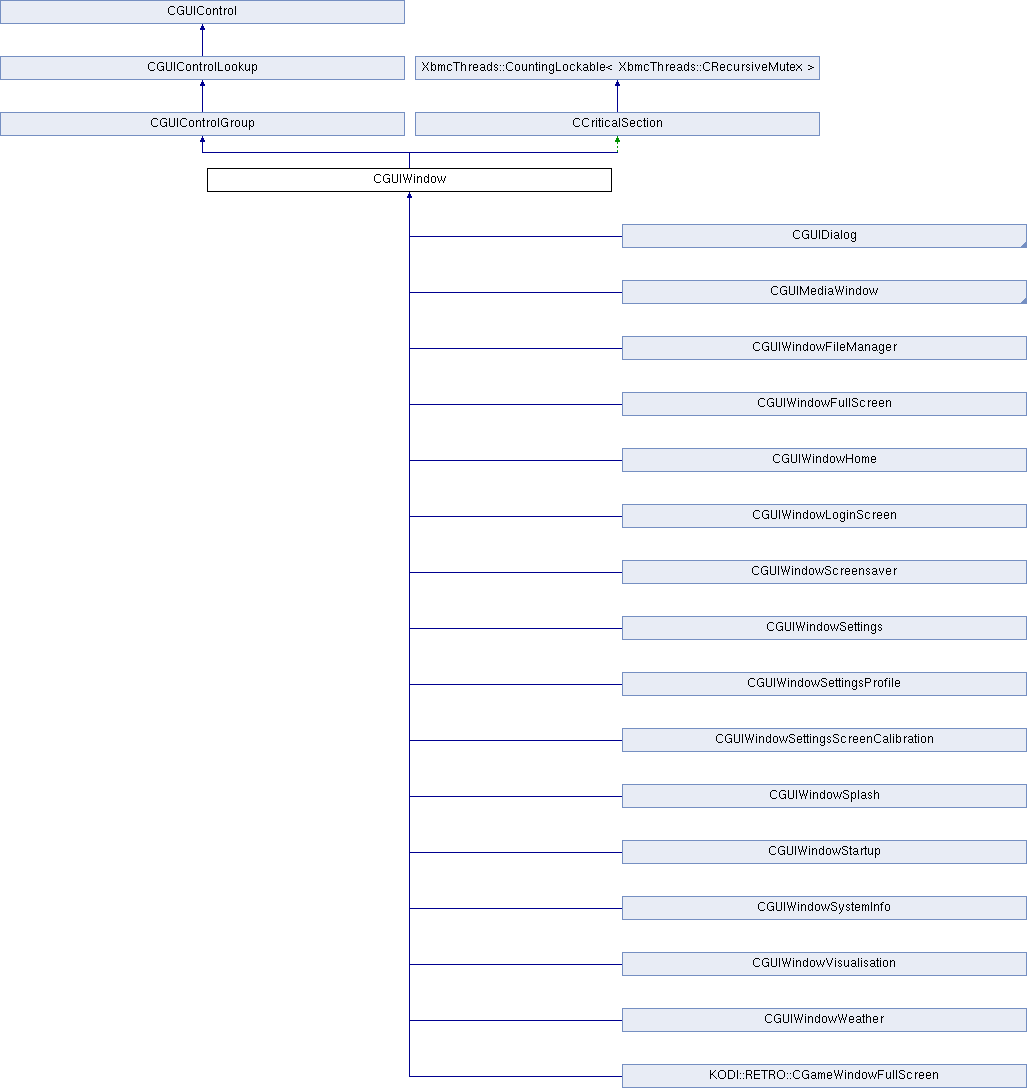 CGUIControl
CGUIControlLookup
XbmcThreads::CountingLockable< XbmcThreads::CRecursiveMutex >
CGUIControlGroup
CCriticalSection
CGUIWindow
CGUIDialog
CGUIMediaWindow
CGUIWindowFileManager
CGUIWindowFullScreen
CGUIWindowHome
CGUIWindowLoginScreen
CGUIWindowScreensaver
CGUIWindowSettings
CGUIWindowSettingsProfile
CGUIWindowSettingsScreenCalibration
CGUIWindowSplash
CGUIWindowStartup
CGUIWindowSystemInfo
CGUIWindowVisualisation
CGUIWindowWeather
KODI::RETRO::CGameWindowFullScreen